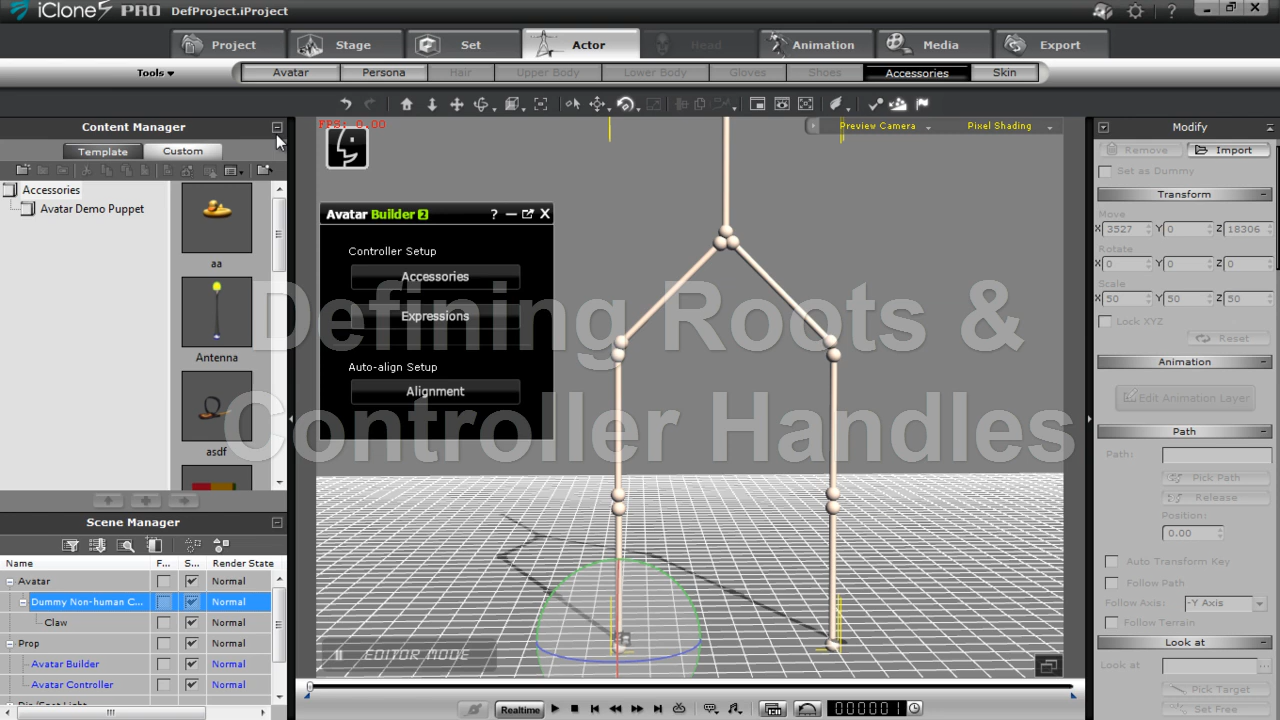 iClone5 PRO DefProject.iProject
Project Stage Set Actor Head Animation Media Export
Tools Avatar Persona Hair Upper Body Lower Body Gloves Shoes Accessories Skin
Content Manager
Template Custom
Accessories
Avatar Demo Puppet
aa
Antenna
asdf
Scene Manager
Name F... S... Render State
Avatar Normal
Dummy Non-human C... Normal
Claw Normal
Prop Normal
Avatar Builder Normal
Avatar Controller Normal
FPS: 0.00
Preview Camera Pixel Shading
Avatar Builder 2 ?
Controller Setup
Accessories
Expressions
Auto-align Setup
Alignment
Defining Roots &
Controller Handles
EDITOR MODE
Realtime 000001
Modify
Remove Import
Set as Dummy
Transform
Move
X 3527 Y 0 Z 18306
Rotate
X 0 Y 0 Z 0
Scale
X 50 Y 50 Z 50
Lock XYZ
Reset
Animation
Edit Animation Layer
Path
Path:
Pick Path
Release
Position:
0.00
Auto Transform Key
Follow Path
Follow Axis: -Y Axis
Follow Terrain
Look at
Look at
Pick Target
Set Free